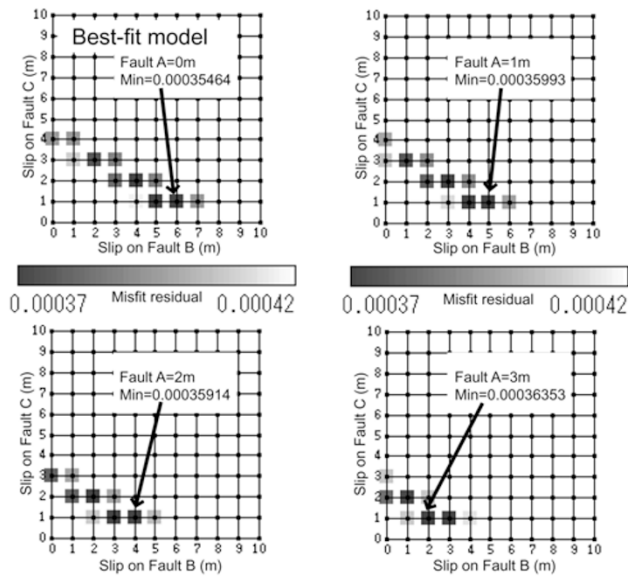 10
9
8
7
6
5
4
3
2
1
0
Slip on Fault C (m)
Best-fit model
Fault A=0m
Min=0.00035464
0 1 2 3 4 5 6 7 8 9 10
Slip on Fault B (m)
10
9
8
7
6
5
4
3
2
1
0
Slip on Fault C (m)
Fault A=1m
Min=0.00035993
0 1 2 3 4 5 6 7 8 9 10
Slip on Fault B (m)
0.00037 Misfit residual 0.00042
0.00037 Misfit residual 0.00042
10
9
8
7
6
5
4
3
2
1
0
Slip on Fault C (m)
Fault A=2m
Min=0.00035914
0 1 2 3 4 5 6 7 8 9 10
Slip on Fault B (m)
10
9
8
7
6
5
4
3
2
1
0
Slip on Fault C (m)
Fault A=3m
Min=0.00036353
0 1 2 3 4 5 6 7 8 9 10
Slip on Fault B (m)